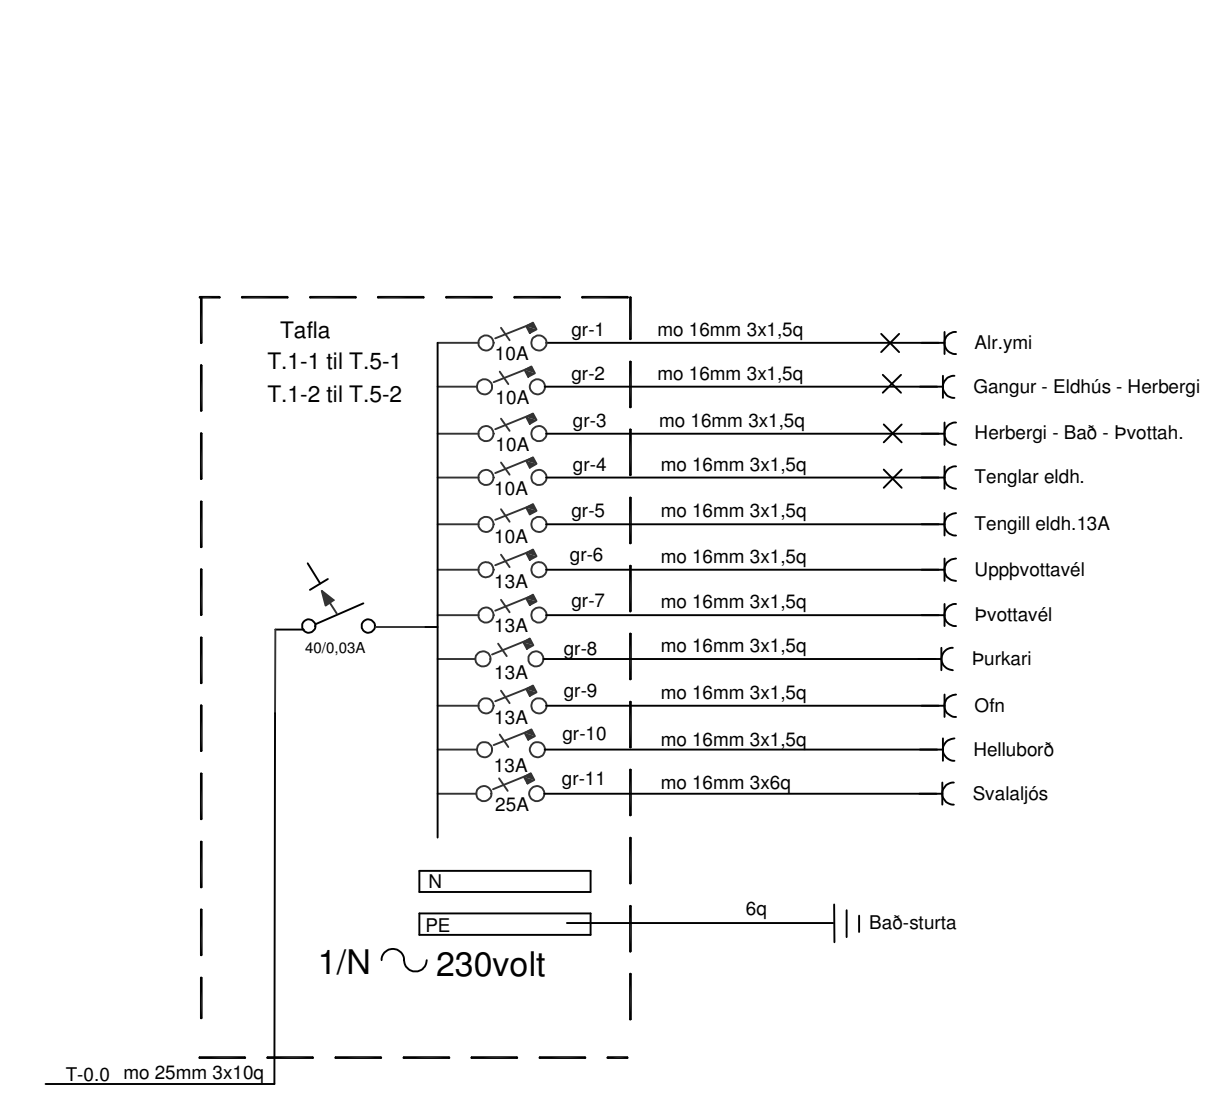 Tafla
T.1-1 til T.5-1
T.1-2 til T.5-2
10A gr-1 mo 16mm 3x1,5q Alr.ymi
10A gr-2 mo 16mm 3x1,5q Gangur - Eldhús - Herbergi
10A gr-3 mo 16mm 3x1,5q Herbergi - Bað - Þvottah.
10A gr-4 mo 16mm 3x1,5q Tenglar eldh.
10A gr-5 mo 16mm 3x1,5q Tengill eldh.13A
13A gr-6 mo 16mm 3x1,5q Uppþvottavél
13A gr-7 mo 16mm 3x1,5q Þvottavél
13A gr-8 mo 16mm 3x1,5q Þurkari
13A gr-9 mo 16mm 3x1,5q Ofn
13A gr-10 mo 16mm 3x1,5q Helluborð
25A gr-11 mo 16mm 3x6q Svalaljós
40/0,03A
N
PE 6q Bað-sturta
1/N 230volt
T-0.0 mo 25mm 3x10q